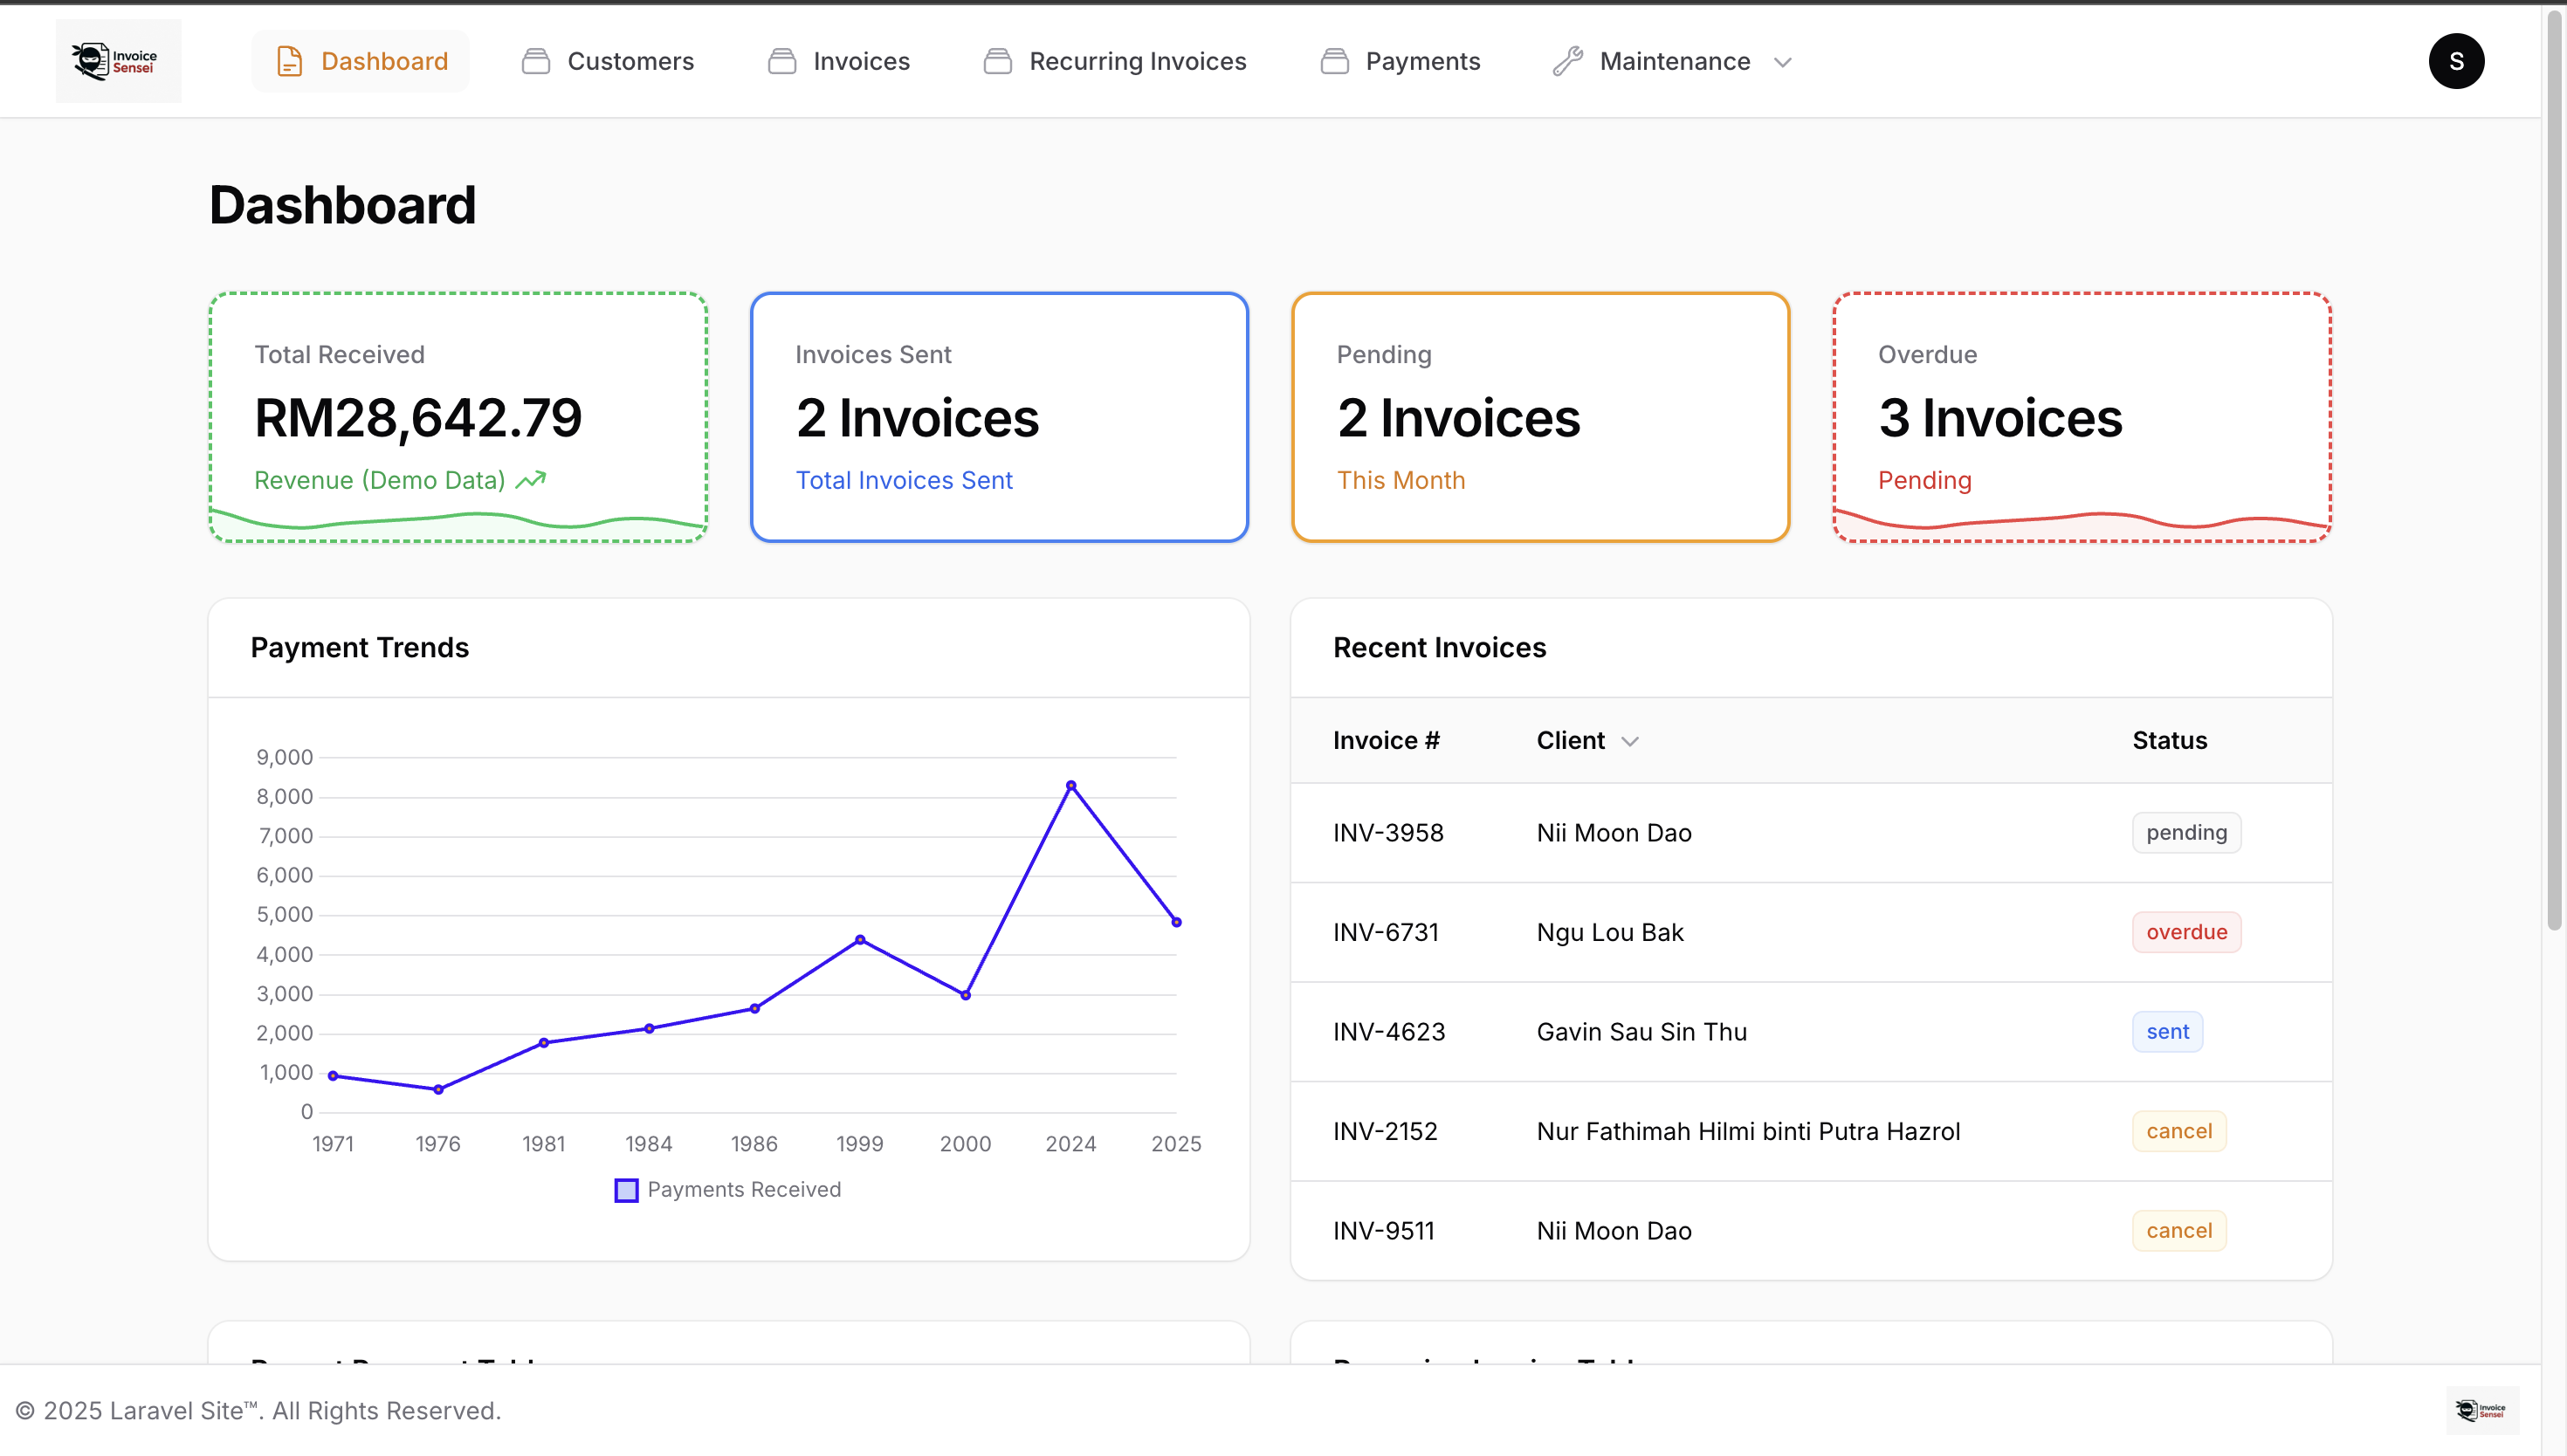 Invoice
Sensei
Dashboard
Customers
Invoices
Recurring Invoices
Payments
Maintenance
S
Dashboard
Total Received
RM28,642.79
Revenue (Demo Data)
Invoices Sent
2 Invoices
Total Invoices Sent
Pending
2 Invoices
This Month
Overdue
3 Invoices
Pending
Payment Trends
9,000
8,000
7,000
6,000
5,000
4,000
3,000
2,000
1,000
0
1971 1976 1981 1984 1986 1999 2000 2024 2025
Payments Received
Recent Invoices
Invoice # Client Status
INV-3958 Nii Moon Dao pending
INV-6731 Ngu Lou Bak overdue
INV-4623 Gavin Sau Sin Thu sent
INV-2152 Nur Fathimah Hilmi binti Putra Hazrol cancel
INV-9511 Nii Moon Dao cancel
© 2025 Laravel Site™. All Rights Reserved.
Invoice
Sensei